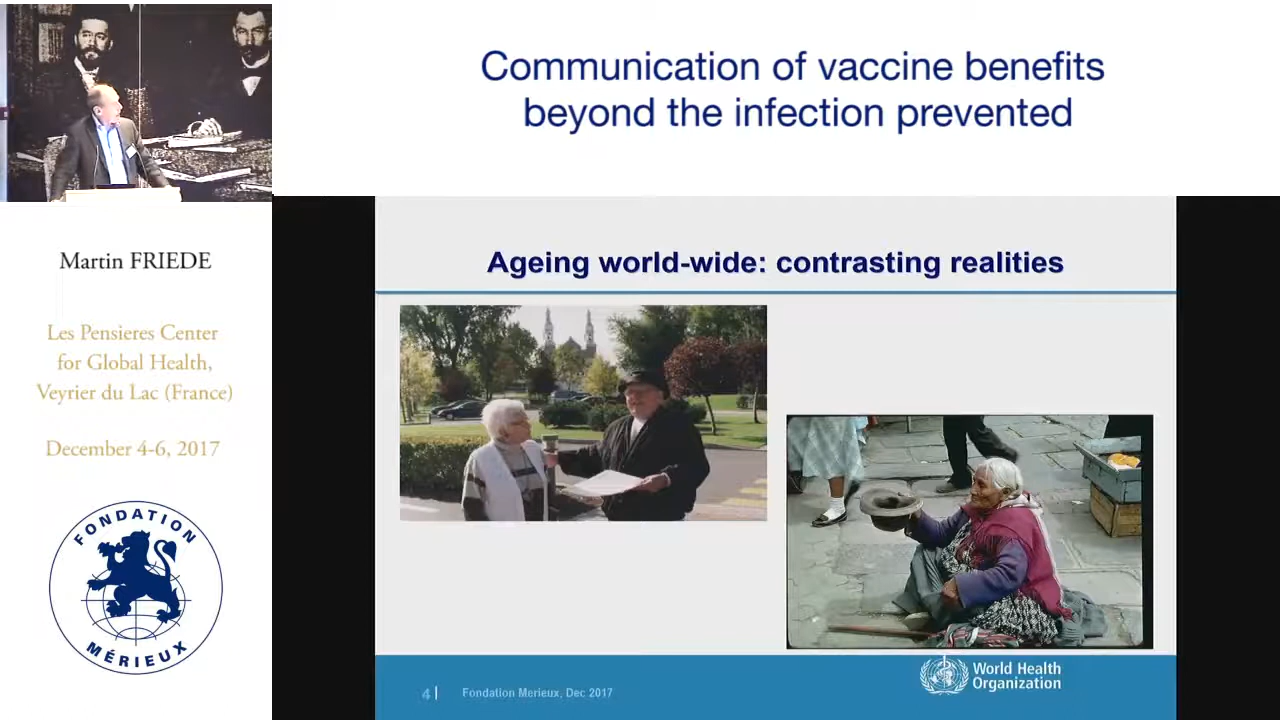 Communication of vaccine benefits
beyond the infection prevented
Martin FRIEDE
Les Pensieres Center
for Global Health,
Veyrier du Lac (France)
December 4-6, 2017
FONDATION
MÉRIEUX
Ageing world-wide: contrasting realities
4 |
Fondation Merieux, Dec 2017
World Health
Organization